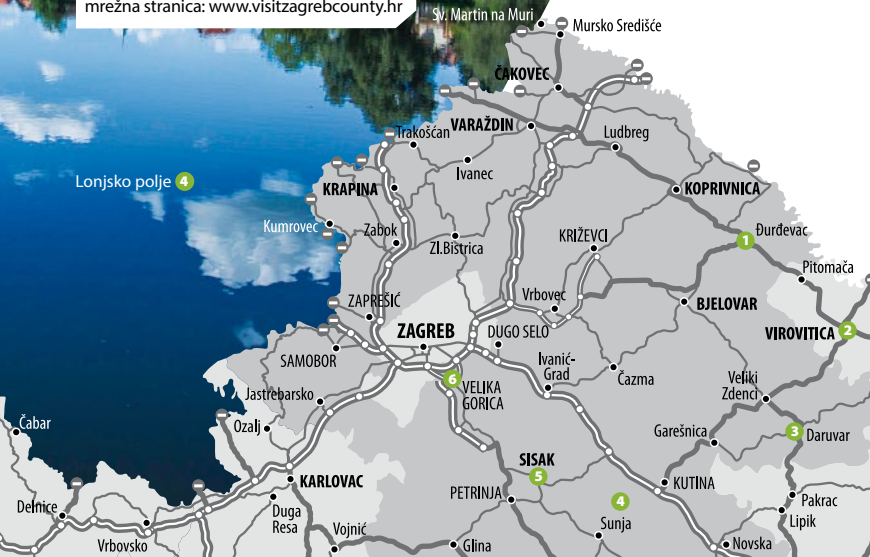 mrežna stranica: www.visitzagrebcounty.hr
Sv. Martin na Muri
Mursko Središće
ČAKOVEC
VARAŽDIN
Trakošćan
Ludbreg
Ivanec
Lonjsko polje 4
KRAPINA
KOPRIVNICA
Kumrovec
Zabok
Zl.Bistrica
KRIŽEVCI
1
Đurđevac
Pitomača
ZAPREŠIĆ
Vrbovec
BJELOVAR
ZAGREB
DUGO SELO
VIROVITICA
2
SAMOBOR
Ivanić-
Grad
Čazma
6
VELIKA
GORICA
Veliki
Zdenci
Jastrebarsko
Čabar
Ozalj
Garešnica
3
Daruvar
SISAK
5
KARLOVAC
PETRINJA
4
KUTINA
Delnice
Duga
Resa
Pakrac
Lipik
Vrbovsko
Vojnić
Glina
Sunja
Novska